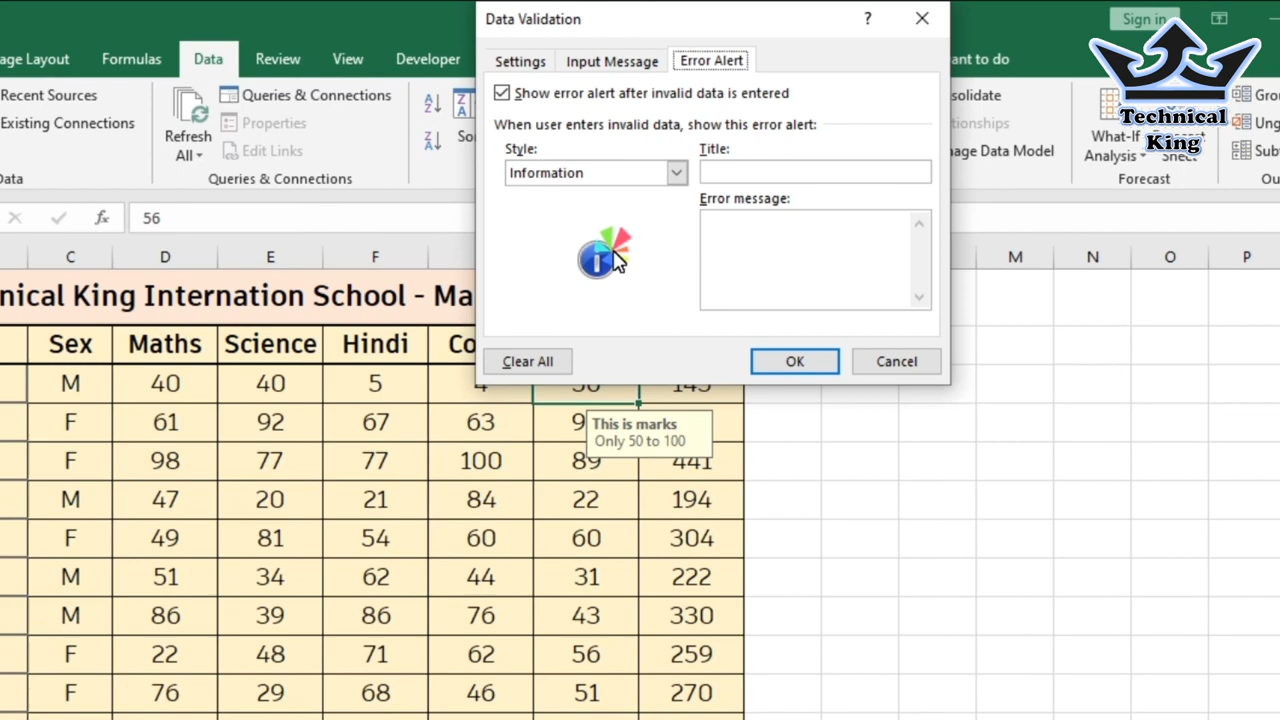 Data Validation
?
Sign in
age Layout
Formulas
Data
Review
View
Developer
ant to do
Settings
Input Message
Error Alert
Show error alert after invalid data is entered
When user enters invalid data, show this error alert:
Style:
Title:
Information
Error message:
Clear All
OK
Cancel
Recent Sources
Existing Connections
Data
Refresh
All
Queries & Connections
Properties
Edit Links
Queries & Connections
A
Z
Z
A
Z
A
So
solidate
tionships
age Data Model
What-If
Analysis
Forecast
Sheet
Forecast
Grou
Ung
Subt
Ou
Technical
King
fx
56
C
D
E
F
M
N
O
P
nical King Internation School - Ma
Sex
Maths
Science
Hindi
Co
M 40 40 5 4 56 145
F 61 92 67 63 9
F 98 77 77 100 89 441
M 47 20 21 84 22 194
F 49 81 54 60 60 304
M 51 34 62 44 31 222
M 86 39 86 76 43 330
F 22 48 71 62 56 259
F 76 29 68 46 51 270
This is marks
Only 50 to 100